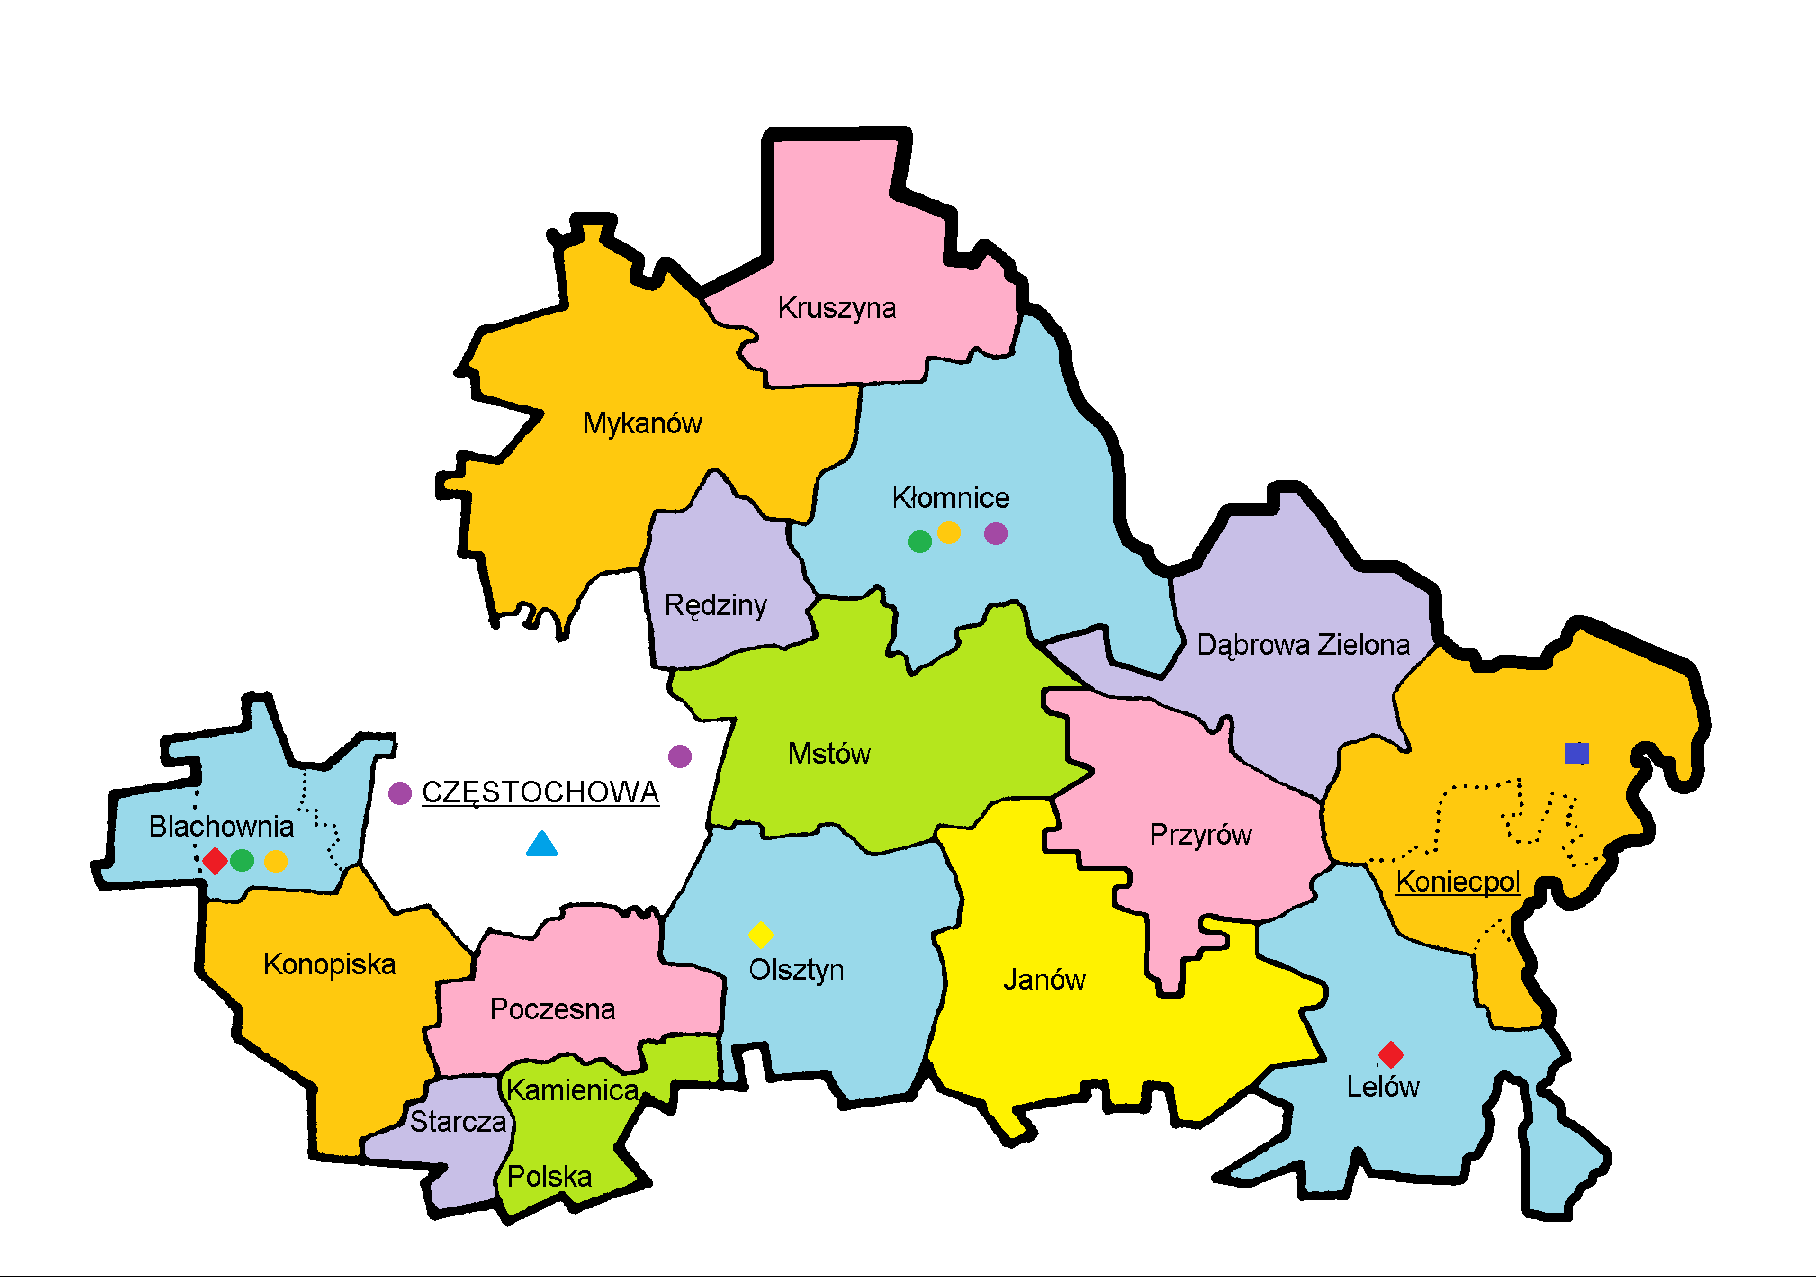 Kruszyna
Mykanów
Kłomnice
Rędziny
Dąbrowa Zielona
Mstów
CZĘSTOCHOWA
Blachownia
Przyrów
Koniecpol
Konopiska
Olsztyn
Janów
Poczesna
Lelów
Kamienica
Starcza
Polska